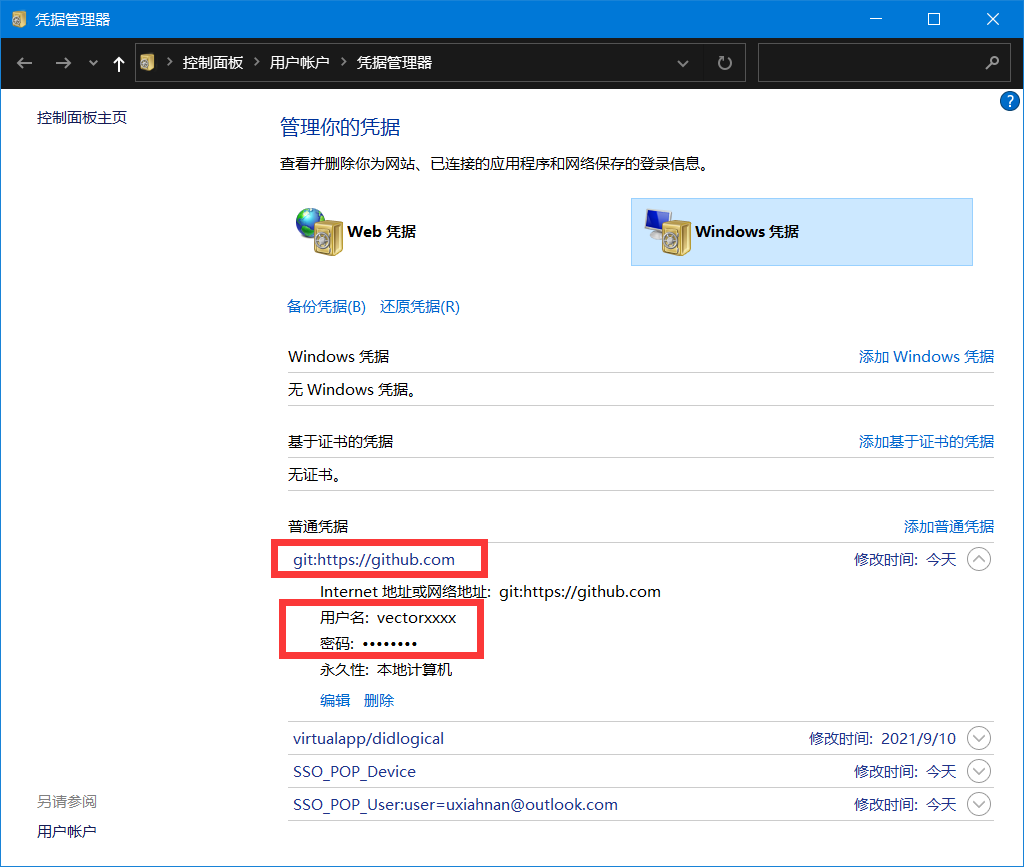 凭据管理器
控制面板 用户帐户 凭据管理器
?
控制面板主页
管理你的凭据
查看并删除你为网站、已连接的应用程序和网络保存的登录信息。
Web 凭据
Windows 凭据
备份凭据(B) 还原凭据(R)
Windows 凭据 添加 Windows 凭据
无 Windows 凭据。
基于证书的凭据 添加基于证书的凭据
无证书。
普通凭据 添加普通凭据
git:https://github.com 修改时间: 今天
Internet 地址或网络地址: git:https://github.com
用户名: vectorxxxx
密码: ••••••••
永久性: 本地计算机
编辑 删除
virtualapp/didlogical 修改时间: 2021/9/10
SSO_POP_Device 修改时间: 今天
SSO_POP_User:user=uxiahnan@outlook.com 修改时间: 今天
另请参阅
用户帐户